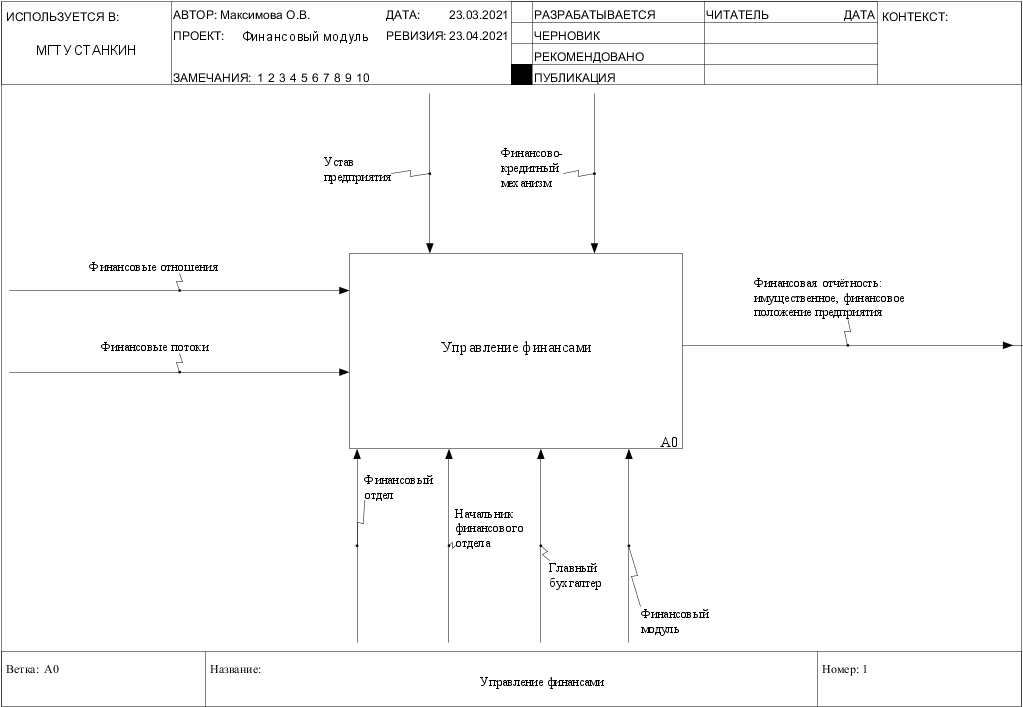 ИСПОЛЬЗУЕТСЯ В:
МГТУ СТАНКИН
АВТОР: Максимова О.В.
ДАТА: 23.03.2021
ПРОЕКТ: Финансовый модуль
РЕВИЗИЯ: 23.04.2021
ЗАМЕЧАНИЯ: 1 2 3 4 5 6 7 8 9 10
РАЗРАБАТЫВАЕТСЯ
ЧЕРНОВИК
РЕКОМЕНДОВАНО
ПУБЛИКАЦИЯ
ЧИТАТЕЛЬ
ДАТА
КОНТЕКСТ:
Устав
предприятия
Финансово-
кредитный
механизм
Финансовые отношения
Финансовые потоки
Управление финансами
А0
Финансовая отчётность:
имущественное, финансовое
положение предприятия
Финансовый
отдел
Начальник
финансового
отдела
Главный
бухгалтер
Финансовый
модуль
Ветка: А0
Название:
Управление финансами
Номер: 1